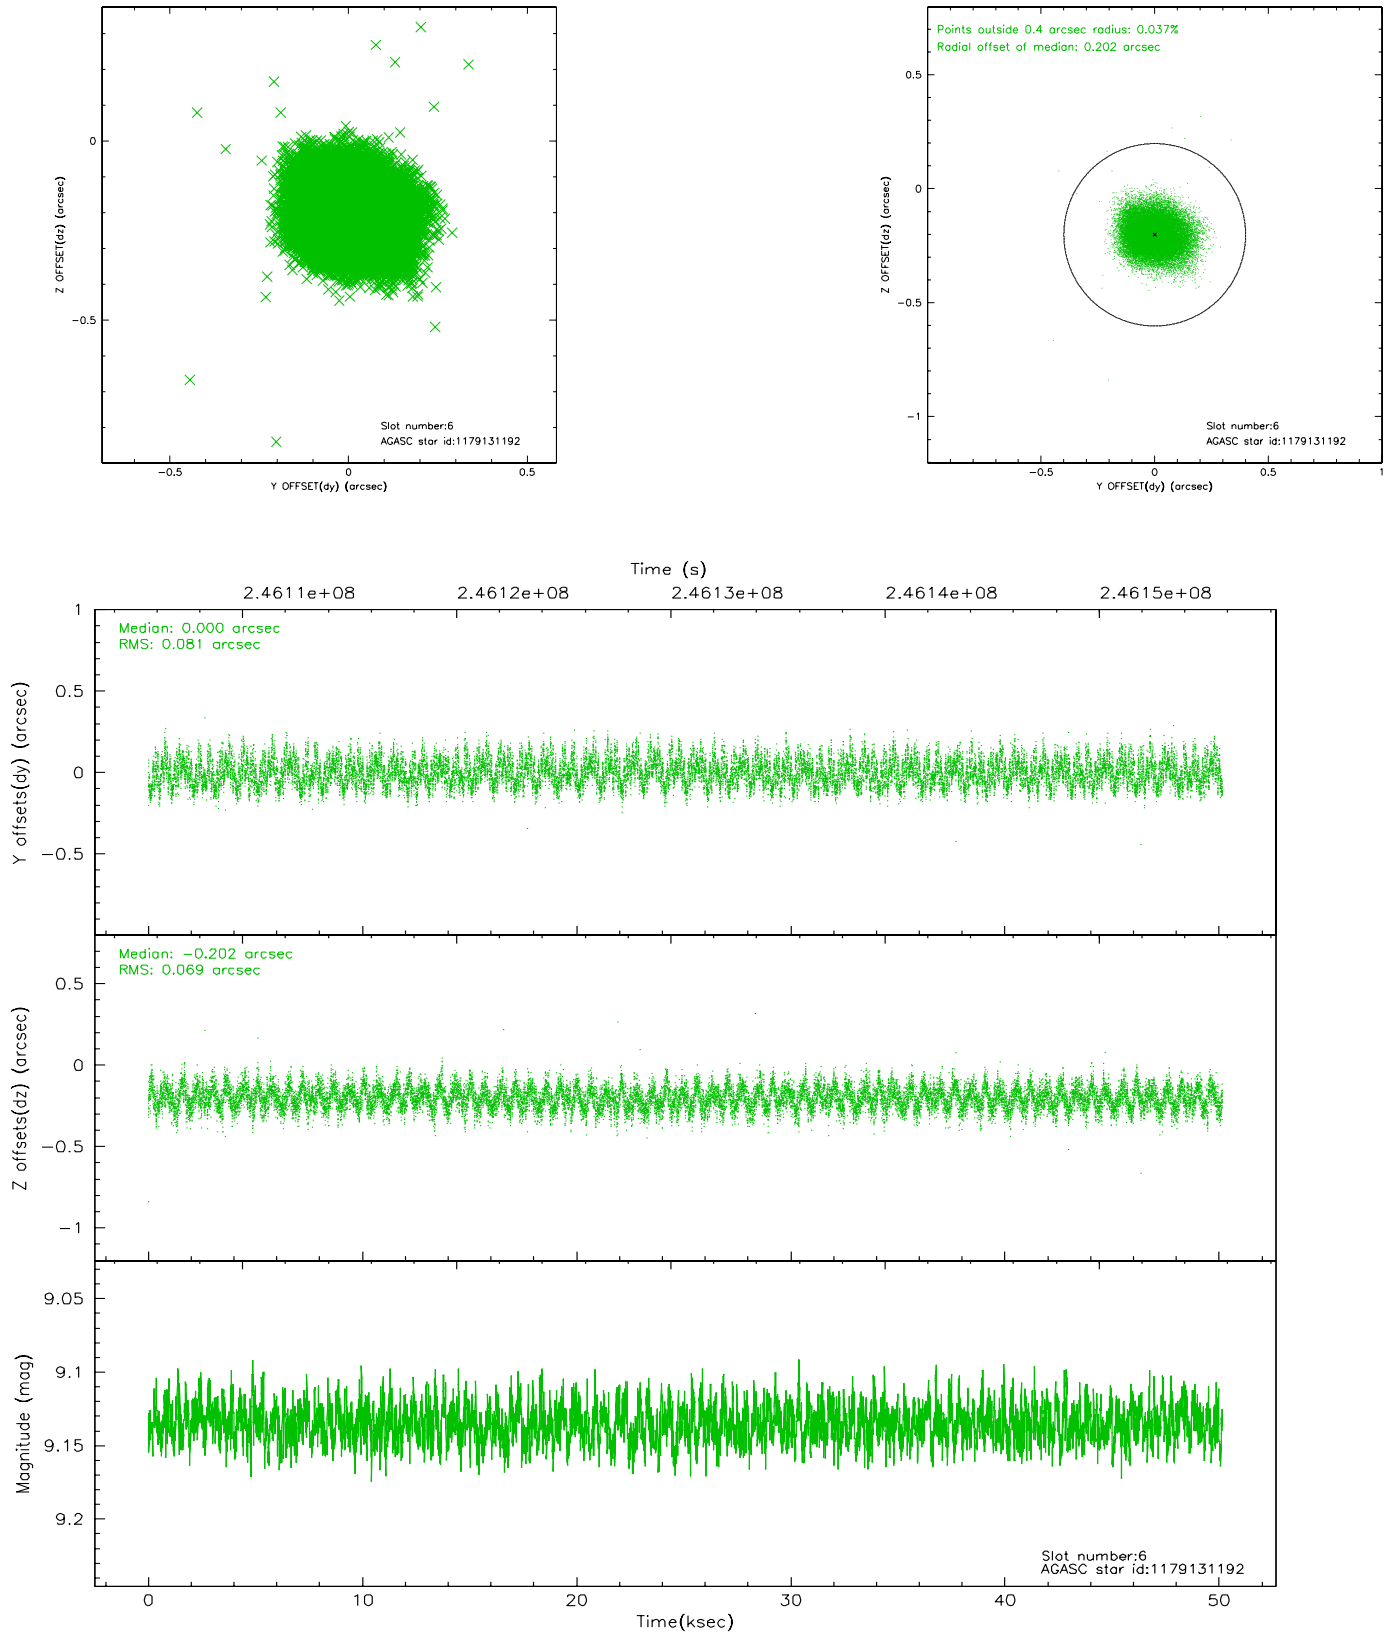 0
−0.5
Z OFFSET(dz) (arcsec)
Slot number:6
AGASC star id:1179131192
−0.5
0
0.5
Y OFFSET(dy) (arcsec)
Points outside 0.4 arcsec radius: 0.037%
Radial offset of median: 0.202 arcsec
0.5
0
−0.5
−1
Z OFFSET(dz) (arcsec)
Slot number:6
AGASC star id:1179131192
−0.5
0
0.5
1
Y OFFSET(dy) (arcsec)
Time (s)
2.4611e+08
2.4612e+08
2.4613e+08
2.4614e+08
2.4615e+08
Median: 0.000 arcsec
RMS: 0.081 arcsec
1
0.5
0
−0.5
Y offsets(dy) (arcsec)
Median: −0.202 arcsec
RMS: 0.069 arcsec
0.5
0
−0.5
−1
Z offsets(dz) (arcsec)
9.05
9.1
9.15
9.2
Magnitude (mag)
Slot number:6
AGASC star id:1179131192
0
10
20
30
40
50
Time(ksec)